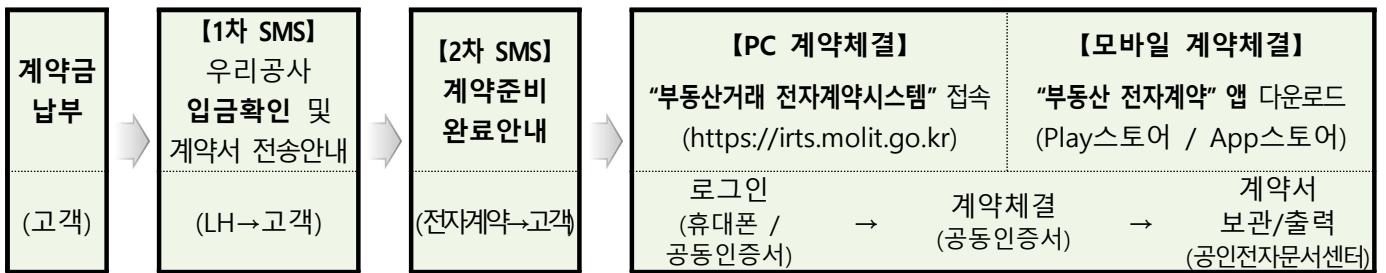 계약금
납부
(고객)
【1차 SMS】
우리공사
입금확인 및
계약서 전송안내
(LH→고객)
【2차 SMS】
계약준비
완료안내
(전자계약→고객)
【PC 계약체결】
“부동산거래 전자계약시스템” 접속
(https://irts.molit.go.kr)
【모바일 계약체결】
“부동산 전자계약” 앱 다운로드
(Play스토어 / App스토어)
로그인
(휴대폰 /
공동인증서)
→
계약체결
(공동인증서)
→
계약서
보관/출력
(공인전자문서센터)